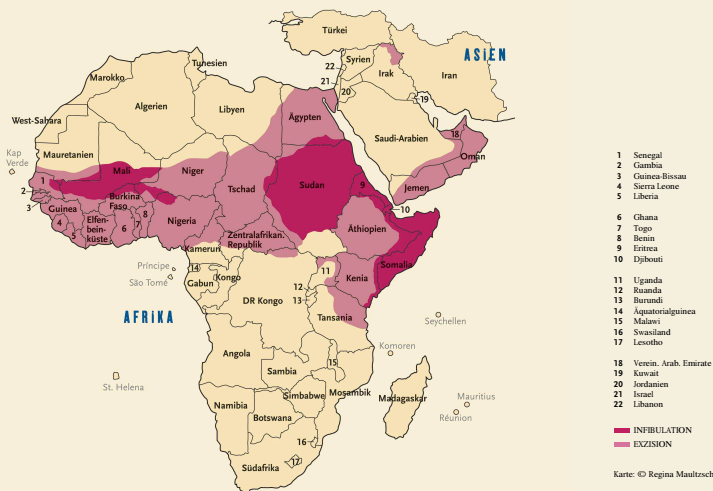 Türkei
ASiEN
Tunesien
Syrien
22
Marokko
Irak
Iran
21
20
19
Algerien
Libyen
Ägypten
West-Sahara
18
Saudi-Arabien
Kap
Verde
Mauretanien
Oman
Mali
Niger
1
Sudan
9
Jemen
Tschad
2
Burkina
Faso
3
Guinea
10
8
4
Elfen-
bein-
küste
6
7
Nigeria
Äthiopien
5
Zentralafrikan.
Republik
Kamerun
Somalia
Príncipe
14
11
Kenia
São Tomé
Gabun
Kongo
12
DR Kongo
13
AFRiKA
Tansania
Seychellen
Komoren
Angola
15
Sambia
St. Helena
Simbabwe
Mosambik
Madagaskar
Mauritius
Namibia
Réunion
Botswana
16
17
Südafrika
1 Senegal
2 Gambia
3 Guinea-Bissau
4 Sierra Leone
5 Liberia
6 Ghana
7 Togo
8 Benin
9 Eritrea
10 Djibouti
11 Uganda
12 Ruanda
13 Burundi
14 Äquatorialguinea
15 Malawi
16 Swasiland
17 Lesotho
18 Verein. Arab. Emirate
19 Kuwait
20 Jordanien
21 Israel
22 Libanon
INFIBULATION
EXZISION
Karte: © Regina Maultzsch